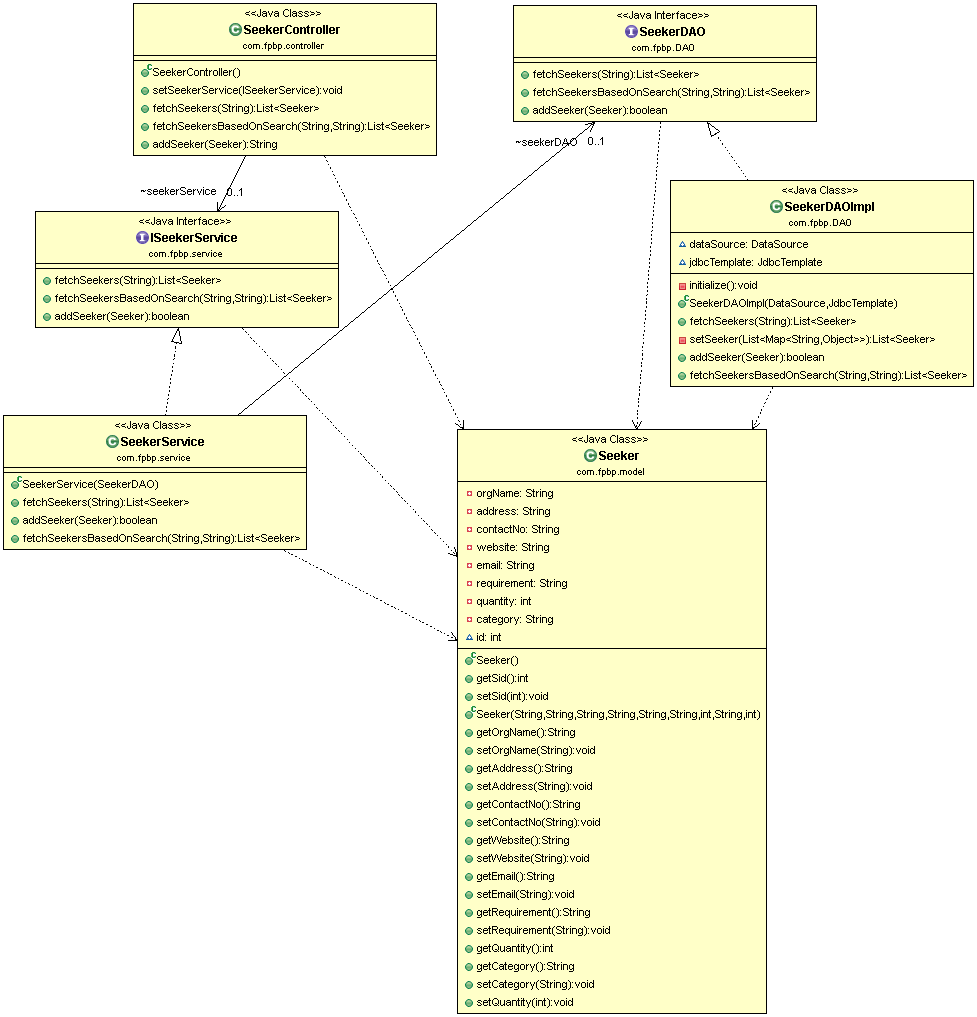 <<Java Class>>
SeekerController
com.fpbp.controller
SeekerController()
setSeekerService(ISeekerService):void
fetchSeekers(String):List<Seeker>
fetchSeekersBasedOnSearch(String,String):List<Seeker>
addSeeker(Seeker):String
<<Java Interface>>
SeekerDAO
com.fpbp.DAO
fetchSeekers(String):List<Seeker>
fetchSeekersBasedOnSearch(String,String):List<Seeker>
addSeeker(Seeker):boolean
~seekerDAO 0..1
~seekerService 0..1
<<Java Class>>
SeekerDAOImpl
com.fpbp.DAO
dataSource: DataSource
jdbcTemplate: JdbcTemplate
initialize():void
SeekerDAOImpl(DataSource,JdbcTemplate)
fetchSeekers(String):List<Seeker>
setSeeker(List<Map<String,Object>>):List<Seeker>
addSeeker(Seeker):boolean
fetchSeekersBasedOnSearch(String,String):List<Seeker>
<<Java Interface>>
ISeekerService
com.fpbp.service
fetchSeekers(String):List<Seeker>
fetchSeekersBasedOnSearch(String,String):List<Seeker>
addSeeker(Seeker):boolean
<<Java Class>>
SeekerService
com.fpbp.service
SeekerService(SeekerDAO)
fetchSeekers(String):List<Seeker>
addSeeker(Seeker):boolean
fetchSeekersBasedOnSearch(String,String):List<Seeker>
<<Java Class>>
Seeker
com.fpbp.model
orgName: String
address: String
contactNo: String
website: String
email: String
requirement: String
quantity: int
category: String
id: int
Seeker()
getSid():int
setSid(int):void
Seeker(String,String,String,String,String,String,int,String,int)
getOrgName():String
setOrgName(String):void
getAddress():String
setAddress(String):void
getContactNo():String
setContactNo(String):void
getWebsite():String
setWebsite(String):void
getEmail():String
setEmail(String):void
getRequirement():String
setRequirement(String):void
getQuantity():int
getCategory():String
setCategory(String):void
setQuantity(int):void